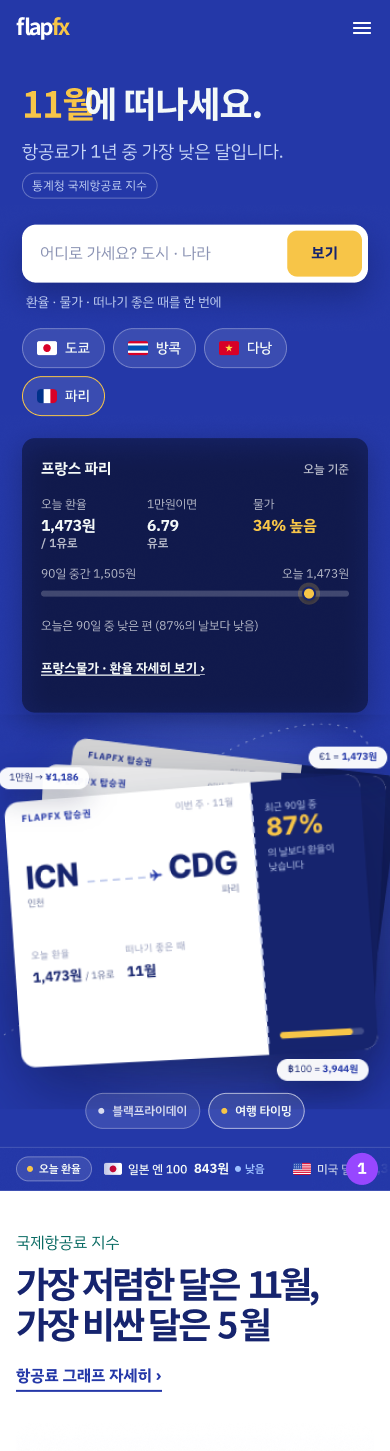 flapfx
11월에 떠나세요.
항공료가 1년 중 가장 낮은 달입니다.
통계청 국제항공료 지수
어디로 가세요? 도시 · 나라
보기
환율 · 물가 · 떠나기 좋은 때를 한 번에
도쿄
방콕
다낭
파리
프랑스 파리
오늘 기준
오늘 환율
1만원이면
물가
1,473원
6.79
34% 높음
/ 1유로
유로
90일 중간 1,505원
오늘 1,473원
오늘은 90일 중 낮은 편 (87%의 날보다 낮음)
프랑스물가 · 환율 자세히 보기 ›
FLAPFX 탑승권
€1 = 1,473원
1만원 → ¥1,186
FLAPFX 탑승권
FLAPFX 탑승권
이번 주 · 11월
최근 90일 중
87%
의 날보다 환율이
낮습니다
ICN
CDG
인천
파리
오늘 환율
떠나기 좋은 때
1,473원 / 1유로
11월
฿100 = 3,944원
블랙프라이데이
여행 타이밍
오늘 환율
일본 엔 100 843원
낮음
미국
1
국제항공료 지수
가장 저렴한 달은 11월,
가장 비싼 달은 5월
항공료 그래프 자세히 ›